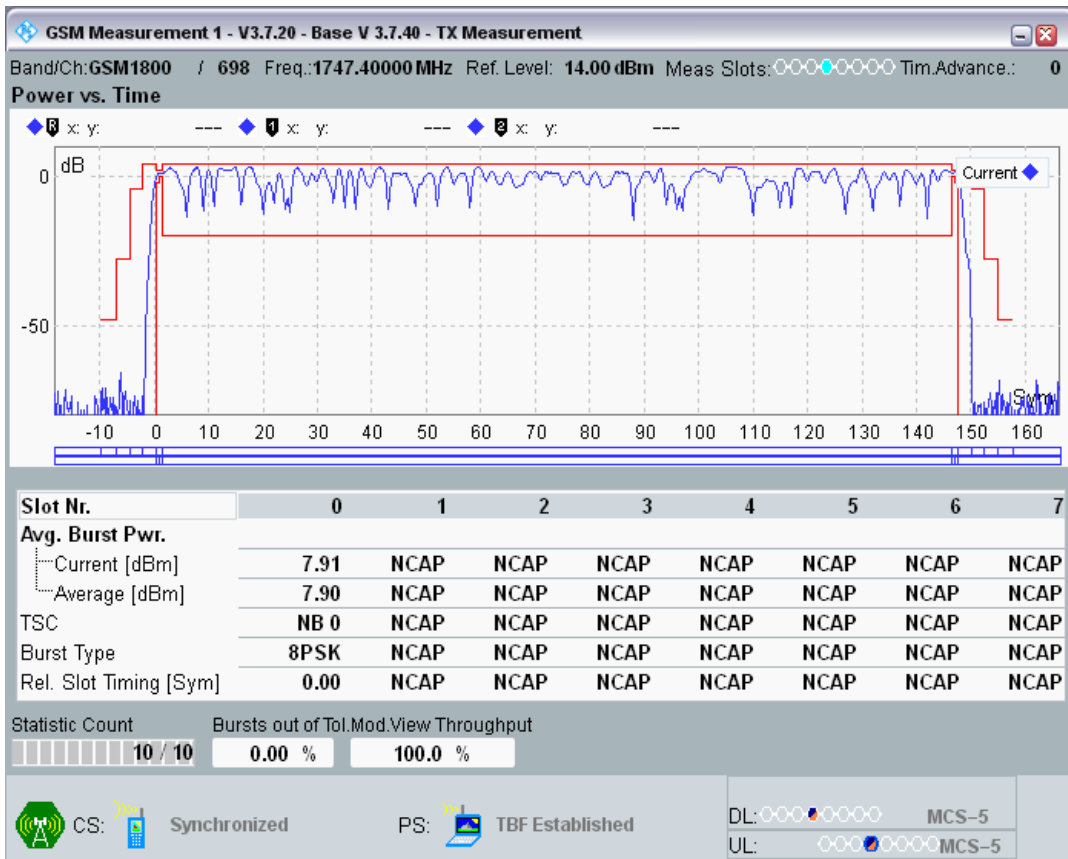 GSM Measurement 1 - V3.7.20 - Base V 3.7.40 - TX Measurement
Band/Ch:GSM1800 / 698 Freq.:1747.40000 MHz Ref. Level: 14.00 dBm Meas Slots: Tim.Advance.: 0
Power vs. Time
R x: y: --- 1 x: y: --- 2 x: y: ---
dB
0
Current
-50
Sym
-10 0 10 20 30 40 50 60 70 80 90 100 110 120 130 140 150 160
Slot Nr. 0 1 2 3 4 5 6 7
Avg. Burst Pwr.
Current [dBm] 7.91 NCAP NCAP NCAP NCAP NCAP NCAP NCAP
Average [dBm] 7.90 NCAP NCAP NCAP NCAP NCAP NCAP NCAP
TSC NB 0 NCAP NCAP NCAP NCAP NCAP NCAP NCAP
Burst Type 8PSK NCAP NCAP NCAP NCAP NCAP NCAP NCAP
Rel. Slot Timing [Sym] 0.00 NCAP NCAP NCAP NCAP NCAP NCAP NCAP
Statistic Count Bursts out of Tol.Mod.View Throughput
10 / 10 0.00 % 100.0 %
CS: Synchronized PS: TBF Established
DL: MCS-5
UL: MCS-5